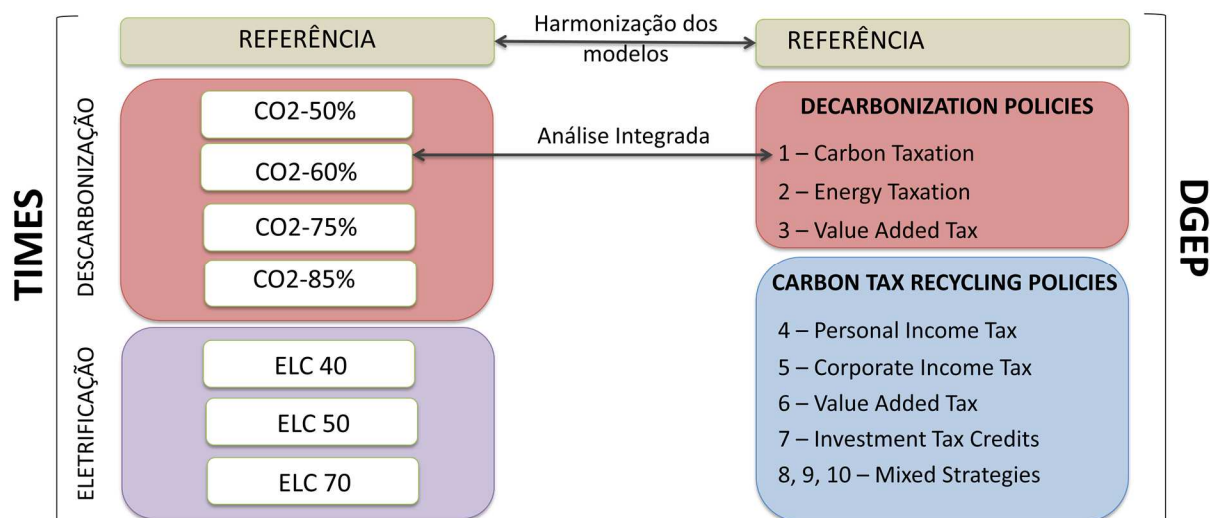 TIMES
REFERÊNCIA
DESCARBONIZAÇÃO
CO2-50%
CO2-60%
CO2-75%
CO2-85%
ELETRIFICAÇÃO
ELC 40
ELC 50
ELC 70
Harmonização dos
modelos
Análise Integrada
REFERÊNCIA
DECARBONIZATION POLICIES
1 – Carbon Taxation
2 – Energy Taxation
3 – Value Added Tax
CARBON TAX RECYCLING POLICIES
4 – Personal Income Tax
5 – Corporate Income Tax
6 – Value Added Tax
7 – Investment Tax Credits
8, 9, 10 – Mixed Strategies
DGEP